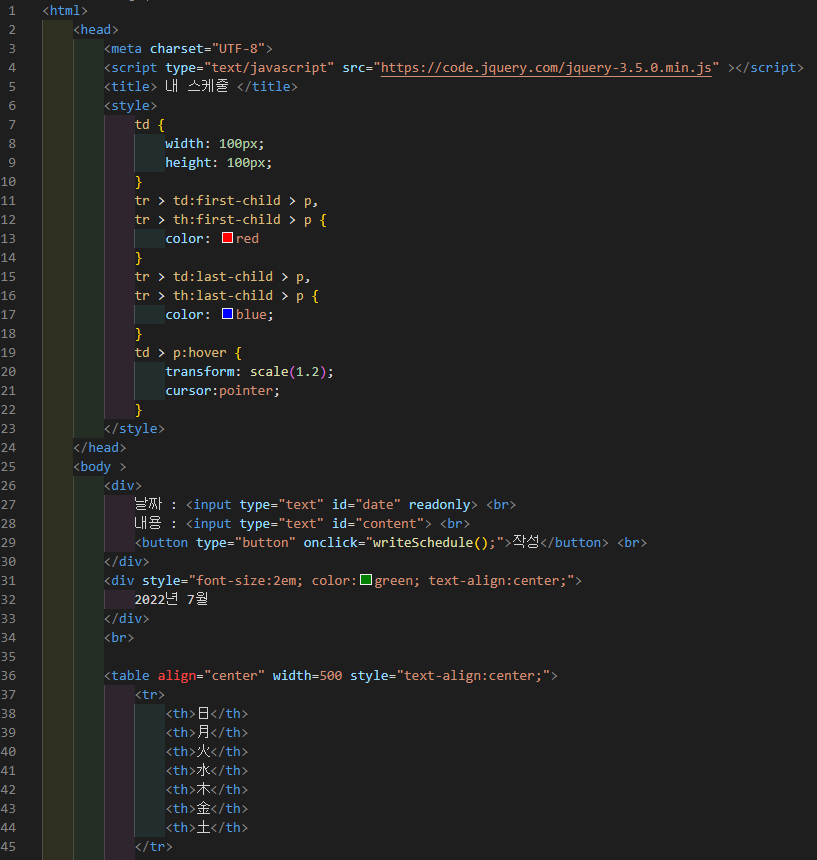 1 <html>
2 <head>
3 <meta charset="UTF-8">
4 <script type="text/javascript" src="https://code.jquery.com/jquery-3.5.0.min.js" ></script>
5 <title> 내 스케줄 </title>
6 <style>
7 td {
8 width: 100px;
9 height: 100px;
10 }
11 tr > td:first-child > p,
12 tr > th:first-child > p {
13 color: red
14 }
15 tr > td:last-child > p,
16 tr > th:last-child > p {
17 color: blue;
18 }
19 td > p:hover {
20 transform: scale(1.2);
21 cursor:pointer;
22 }
23 </style>
24 </head>
25 <body >
26 <div>
27 날짜 : <input type="text" id="date" readonly> <br>
28 내용 : <input type="text" id="content"> <br>
29 <button type="button" onclick="writeSchedule();">작성</button> <br>
30 </div>
31 <div style="font-size:2em; color:green; text-align:center;">
32 2022년 7월
33 </div>
34 <br>
35
36 <table align="center" width=500 style="text-align:center;">
37 <tr>
38 <th>日</th>
39 <th>月</th>
40 <th>火</th>
41 <th>水</th>
42 <th>木</th>
43 <th>金</th>
44 <th>土</th>
45 </tr>